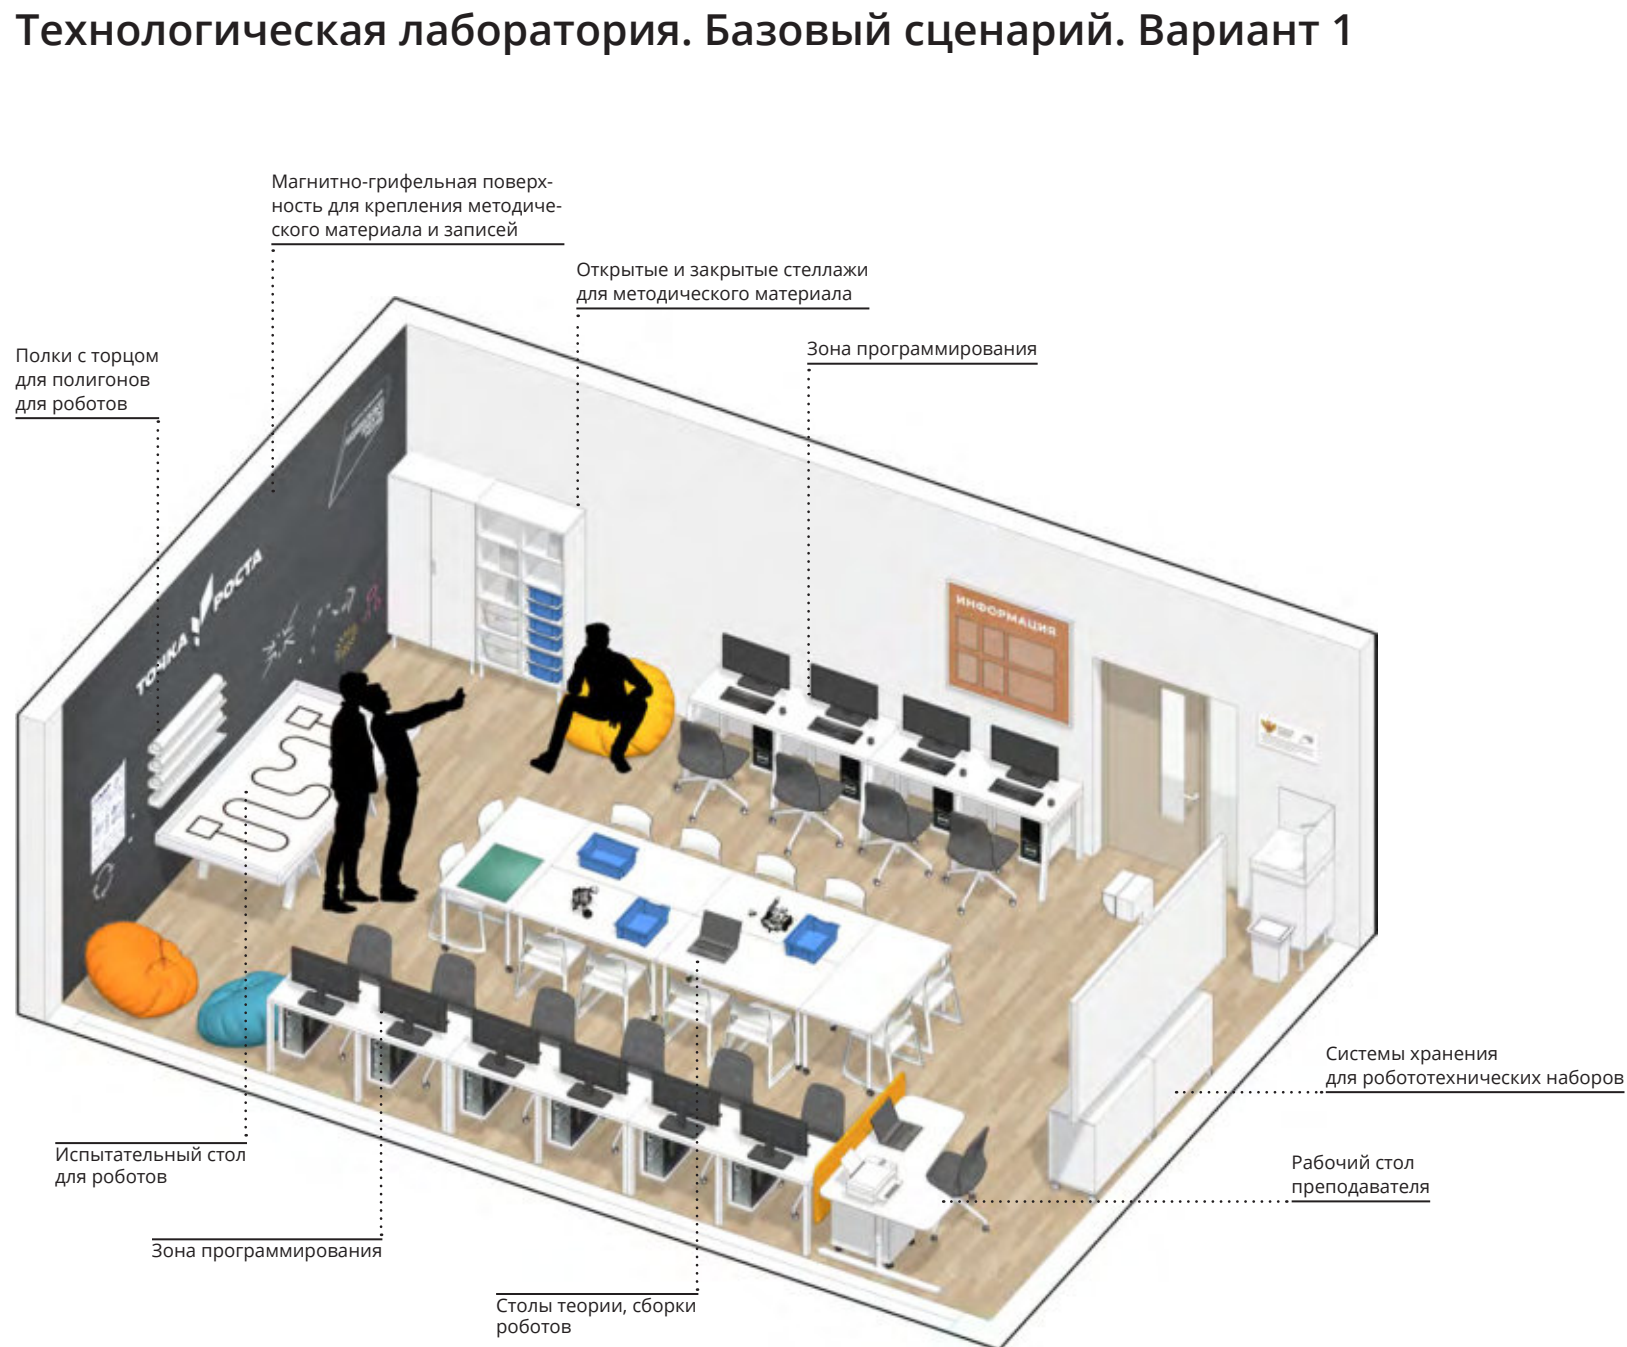 Технологическая лаборатория. Базовый сценарий. Вариант 1
Магнитно-грифельная поверх-
ность для крепления методиче-
ского материала и записей
Открытые и закрытые стеллажи
для методического материала
Зона программирования
Полки с торцом
для полигонов
для роботов
ТОЧКА РОСТА
ИНФОРМАЦИЯ
Системы хранения
для робототехнических наборов
Рабочий стол
преподавателя
Испытательный стол
для роботов
Зона программирования
Столы теории, сборки
роботов